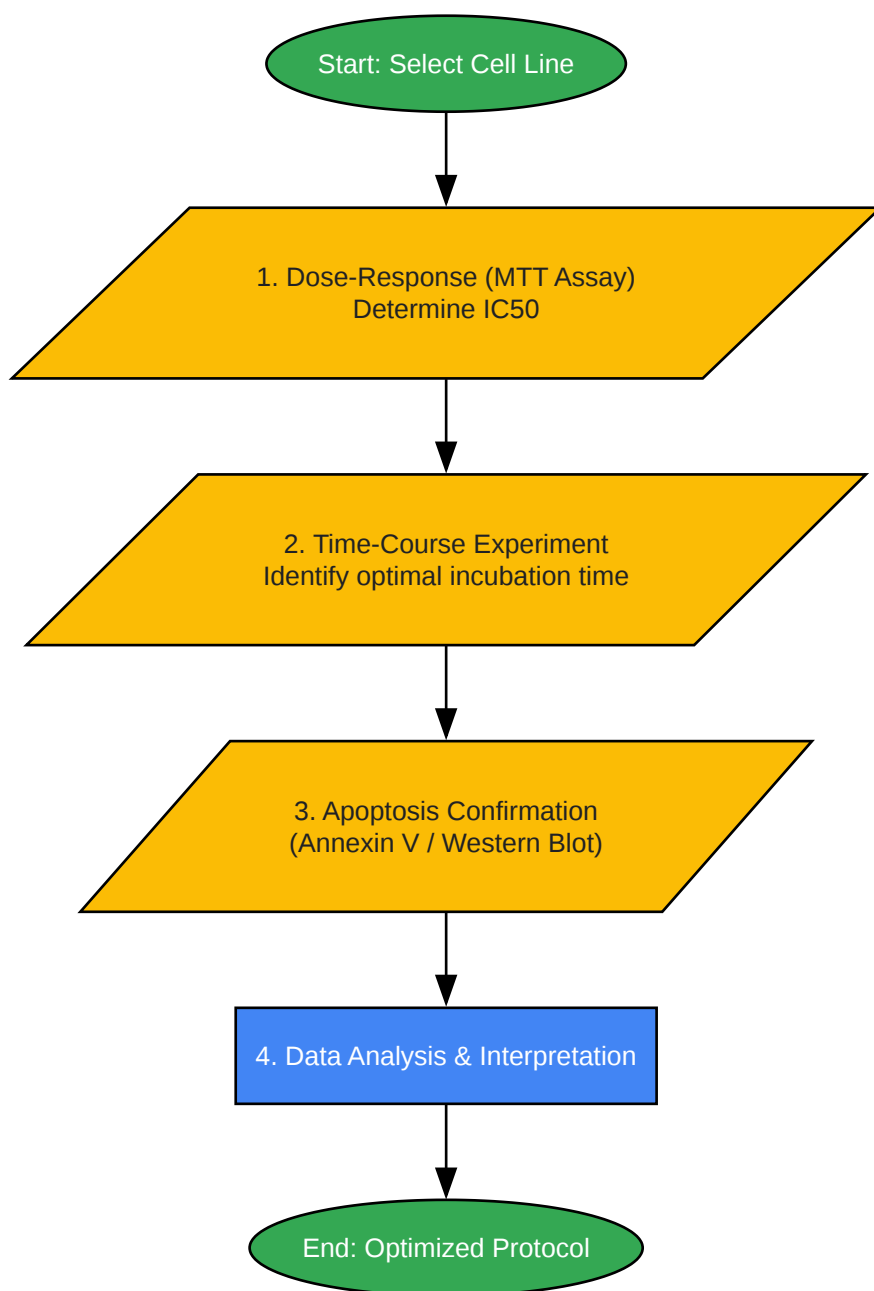 Start: Select Cell Line
1. Dose-Response (MTT Assay)
Determine IC50
2. Time-Course Experiment
Identify optimal incubation time
3. Apoptosis Confirmation
(Annexin V / Western Blot)
4. Data Analysis & Interpretation
End: Optimized Protocol